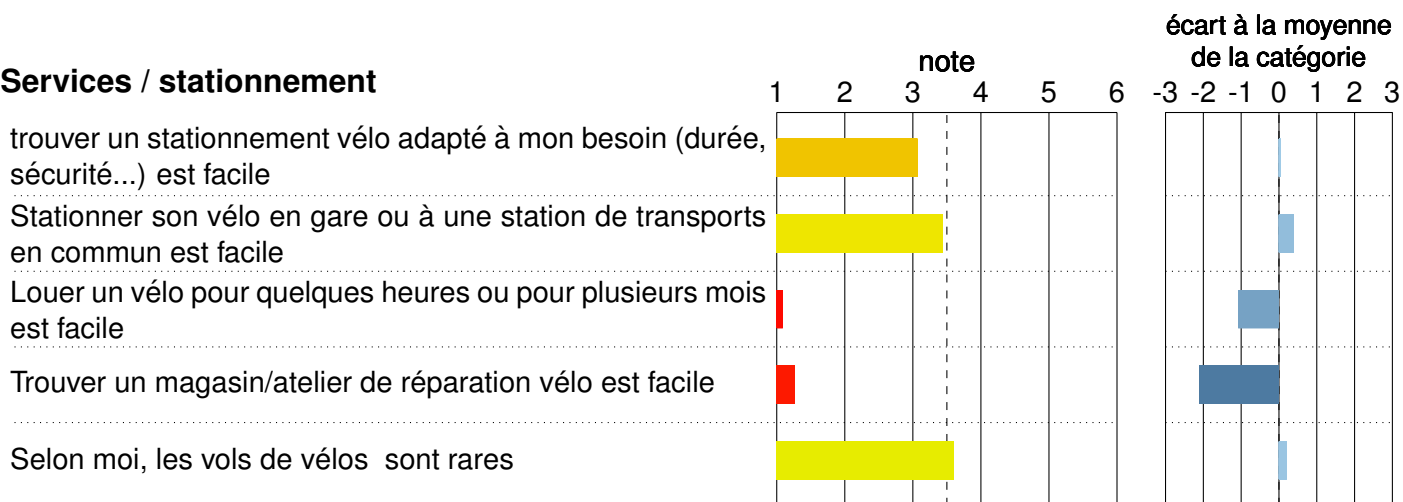 écart à la moyenne
de la catégorie
note
Services / stationnement
1 2 3 4 5 6
-3 -2 -1 0 1 2 3
trouver un stationnement vélo adapté à mon besoin (durée,
sécurité...) est facile
Stationner son vélo en gare ou à une station de transports
en commun est facile
Louer un vélo pour quelques heures ou pour plusieurs mois
est facile
Trouver un magasin/atelier de réparation vélo est facile
Selon moi, les vols de vélos  sont rares